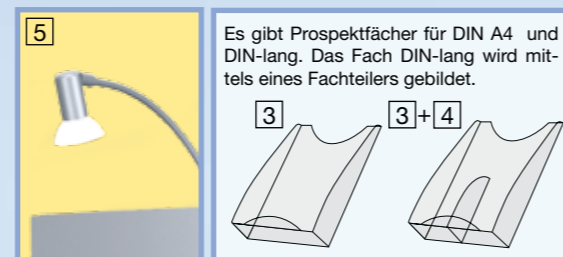 5
Es gibt Prospektfächer für DIN A4 und
DIN-lang. Das Fach DIN-lang wird mit-
tels eines Fachteilers gebildet.
3
3+4